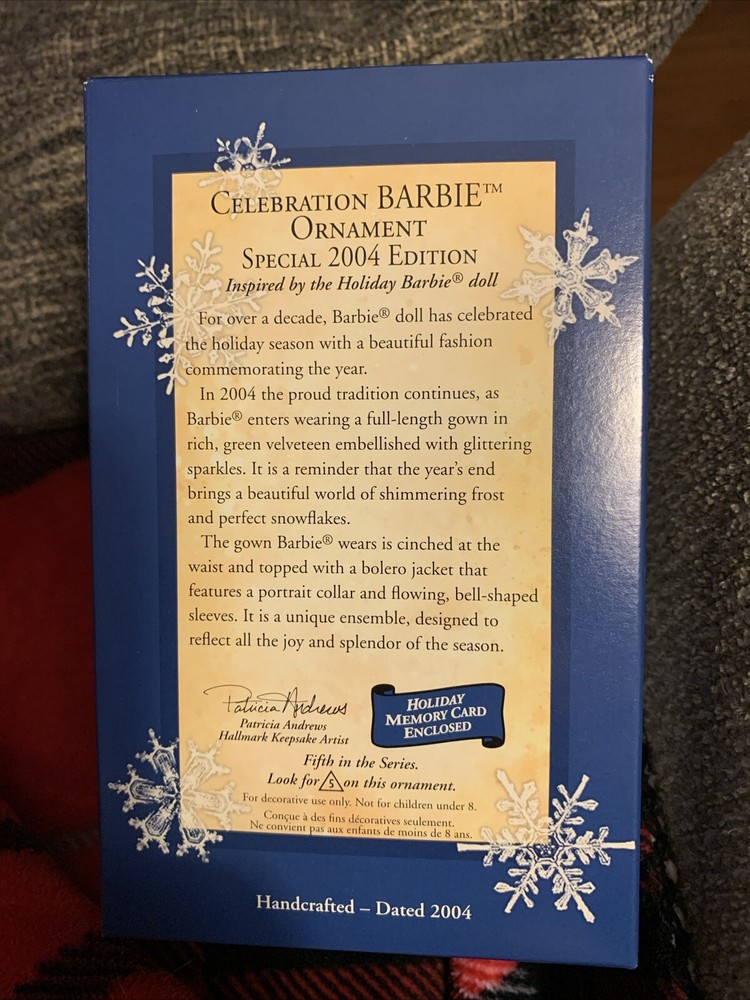 CELEBRATION BARBIE™
ORNAMENT
SPECIAL 2004 EDITION
Inspired by the Holiday Barbie® doll
For over a decade, Barbie® doll has celebrated
the holiday season with a beautiful fashion
commemorating the year.
In 2004 the proud tradition continues, as
Barbie® enters wearing a full-length gown in
rich, green velveteen embellished with glittering
sparkles. It is a reminder that the year's end
brings a beautiful world of shimmering frost
and perfect snowflakes.
The gown Barbie® wears is cinched at the
waist and topped with a bolero jacket that
features a portrait collar and flowing, bell-shaped
sleeves. It is a unique ensemble, designed to
reflect all the joy and splendor of the season.
Patricia Andrews
Patricia Andrews
Hallmark Keepsake Artist
HOLIDAY
MEMORY CARD
ENCLOSED
Fifth in the Series.
Look for 5 on this ornament.
For decorative use only. Not for children under 8.
Conçue à des fins décoratives seulement.
Ne convient pas aux enfants de moins de 8 ans.
Handcrafted – Dated 2004